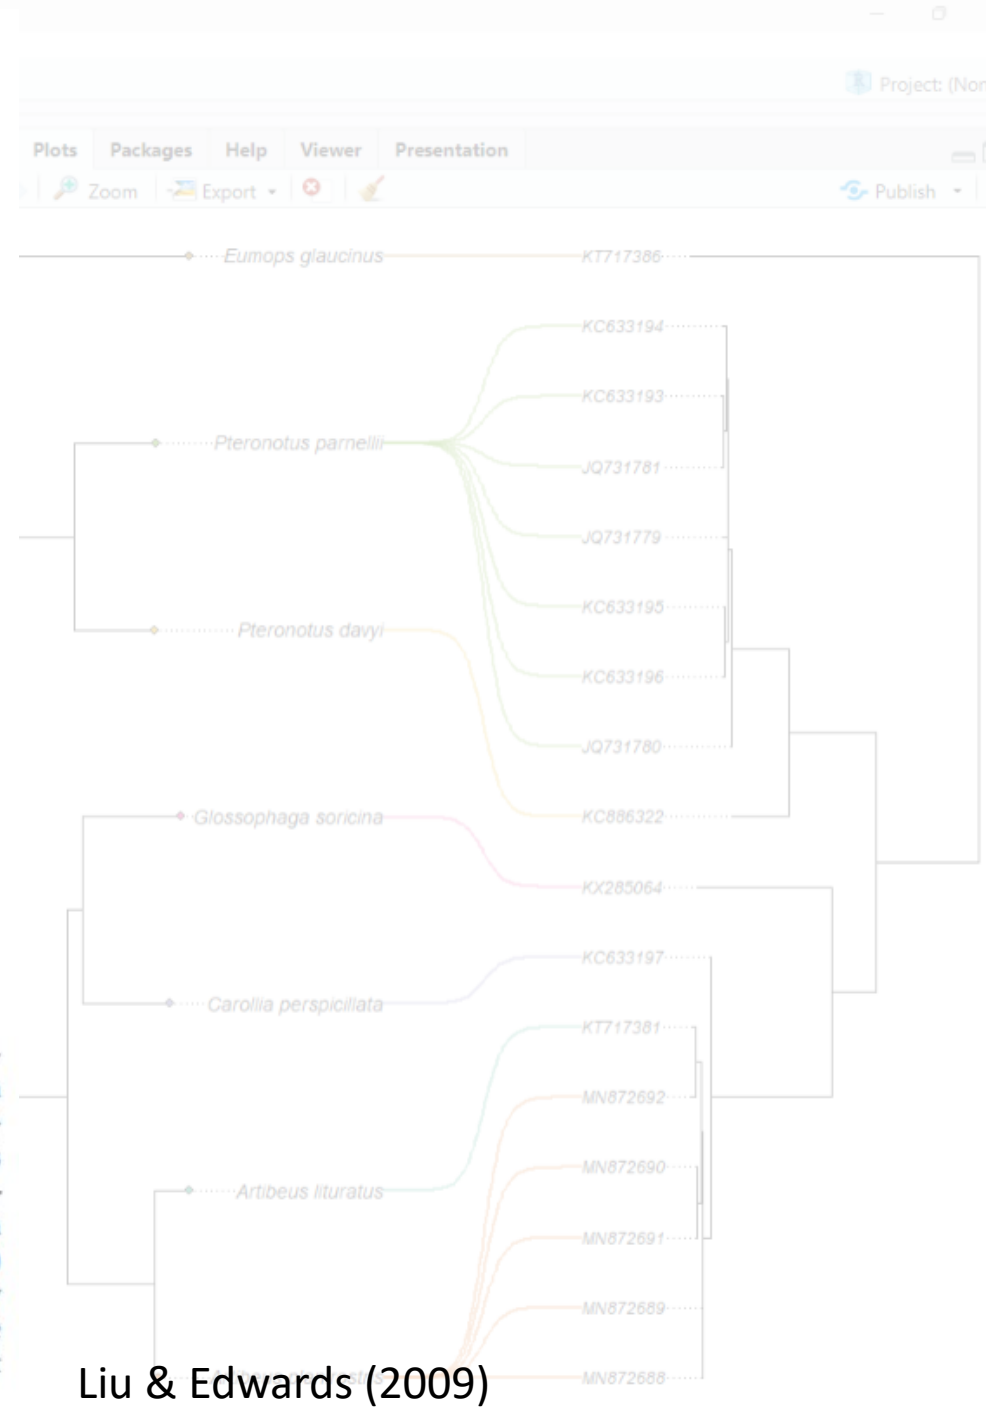 Project: (Non
Plots Packages Help Viewer Presentation
Zoom Export Publish
Eumops glaucinus KT717386
KC633194
KC633193
Pteronotus parnellii
JQ731781
JQ731779
KC633195
Pteronotus davyi
KC633196
JQ731780
Glossophaga soricina KC886322
KX285064
KC633197
Carollia perspicillata
KT717381
MN872692
MN872690
Artibeus lituratus
MN872691
MN872689
MN872688
Liu & Edwards (2009)